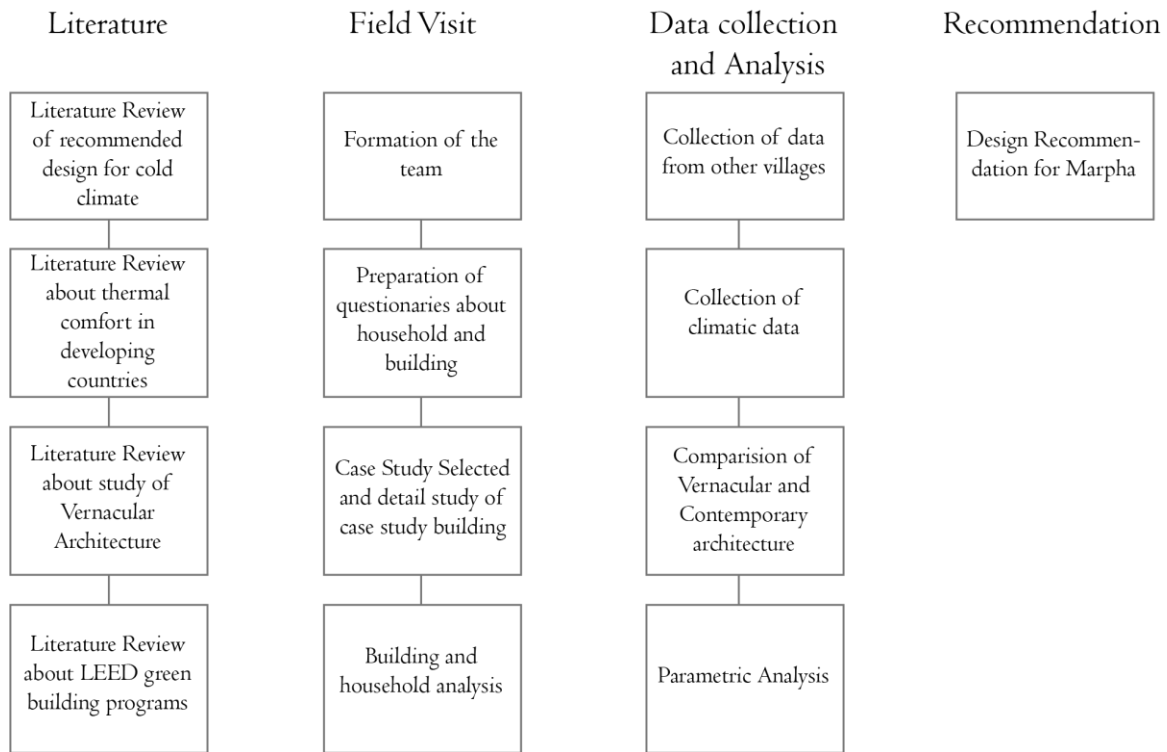 Literature
Literature Review
of recommended
design for cold
climate
Literature Review
about thermal
comfort in
developing
countries
Literature Review
about study of
Vernacular
Architecture
Literature Review
about LEED green
building programs
Field Visit
Formation of the
team
Preparation of
questionaries about
household and
building
Case Study Selected
and detail study of
case study building
Building and
household analysis
Data collection
and Analysis
Collection of data
from other villages
Collection of
climatic data
Comparision of
Vernacular and
Contemporary
architecture
Parametric Analysis
Recommendation
Design Recommen-
dation for Marpha